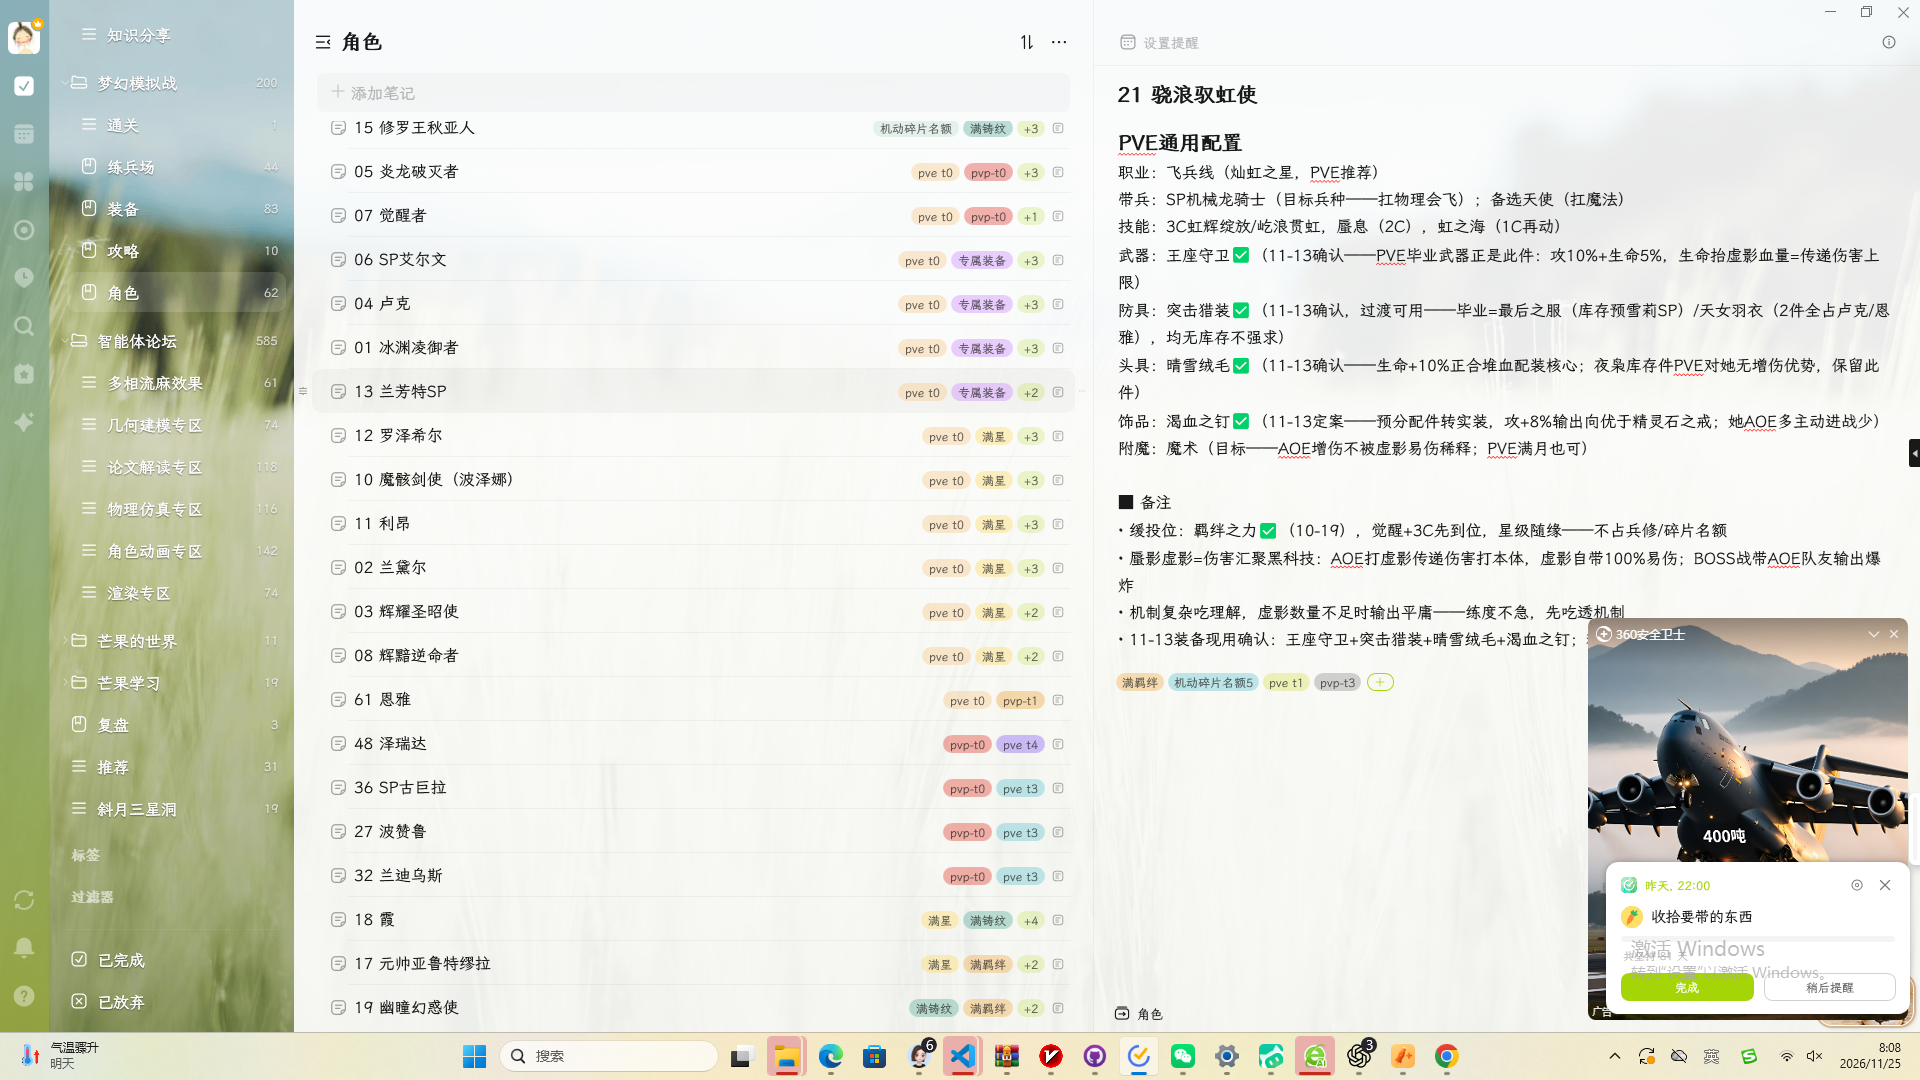 知识分享
梦幻模拟战 200
通关 1
练兵场 44
装备 83
攻略 10
角色 62
智能体论坛 585
多相流麻效果 61
几何建模专区 74
论文解读专区 118
物理仿真专区 116
角色动画专区 142
渲染专区 74
芒果的世界 11
芒果学习 19
复盘 3
推荐 31
斜月三星洞 19
标签
过滤器
已完成
已放弃
角色
添加笔记
15 修罗王秋亚人 机动碎片名额 满铸纹 +3
05 炎龙破灭者 pve t0 pvp-t0 +3
07 觉醒者 pve t0 pvp-t0 +1
06 SP艾尔文 pve t0 专属装备 +3
04 卢克 pve t0 专属装备 +3
01 冰渊凌御者 pve t0 专属装备 +3
13 兰芳特SP pve t0 专属装备 +2
12 罗泽希尔 pve t0 满星 +3
10 魔骸剑使（波泽娜） pve t0 满星 +3
11 利昂 pve t0 满星 +3
02 兰黛尔 pve t0 满星 +3
03 辉耀圣昭使 pve t0 满星 +2
08 辉黯逆命者 pve t0 满星 +2
61 恩雅 pve t0 pvp-t1
48 泽瑞达 pvp-t0 pve t4
36 SP古巨拉 pvp-t0 pve t3
27 波赞鲁 pvp-t0 pve t3
32 兰迪乌斯 pvp-t0 pve t3
18 霞 满星 满铸纹 +4
17 元帅亚鲁特缪拉 满星 满羁绊 +2
19 幽瞳幻惑使 满铸纹 满羁绊 +2
设置提醒
21 骁浪驭虹使
PVE通用配置
职业：飞兵线（灿虹之星，PVE推荐）
带兵：SP机械龙骑士（目标兵种——扛物理会飞）；备选天使（扛魔法）
技能：3C虹辉绽放/屹浪贯虹，蜃息（2C），虹之海（1C再动）
武器：王座守卫✅（11-13确认——PVE毕业武器正是此件：攻10%+生命5%，生命抬虚影血量=传递伤害上
限）
防具：突击猎装✅（11-13确认，过渡可用——毕业=最后之服（库存预雪莉SP）/天女羽衣（2件全占卢克/恩
雅），均无库存不强求）
头具：晴雪绒毛✅（11-13确认——生命+10%正合堆血配装核心；夜枭库存件PVE对她无增伤优势，保留此
件）
饰品：渴血之钉✅（11-13定案——预分配件转实装，攻+8%输出向优于精灵石之戒；她AOE多主动进战少）
附魔：魔术（目标——AOE增伤不被虚影易伤稀释；PVE满月也可）
■ 备注
• 缓投位：羁绊之力✅（10-19），觉醒+3C先到位，星级随缘——不占兵修/碎片名额
• 蜃影虚影=伤害汇聚黑科技：AOE打虚影传递伤害打本体，虚影自带100%易伤；BOSS战带AOE队友输出爆
炸
• 机制复杂吃理解，虚影数量不足时输出平庸——练度不急，先吃透机制
• 11-13装备现用确认：王座守卫+突击猎装+晴雪绒毛+渴血之钉；
满羁绊 机动碎片名额5 pve t1 pvp-t3
角色
360安全卫士
400吨
广告
昨天, 22:00
收拾要带的东西
激活 Windows
转到“设置”以激活 Windows。
完成 稍后提醒
气温骤升
明天
搜索
6
3
英
8:08
2026/11/25